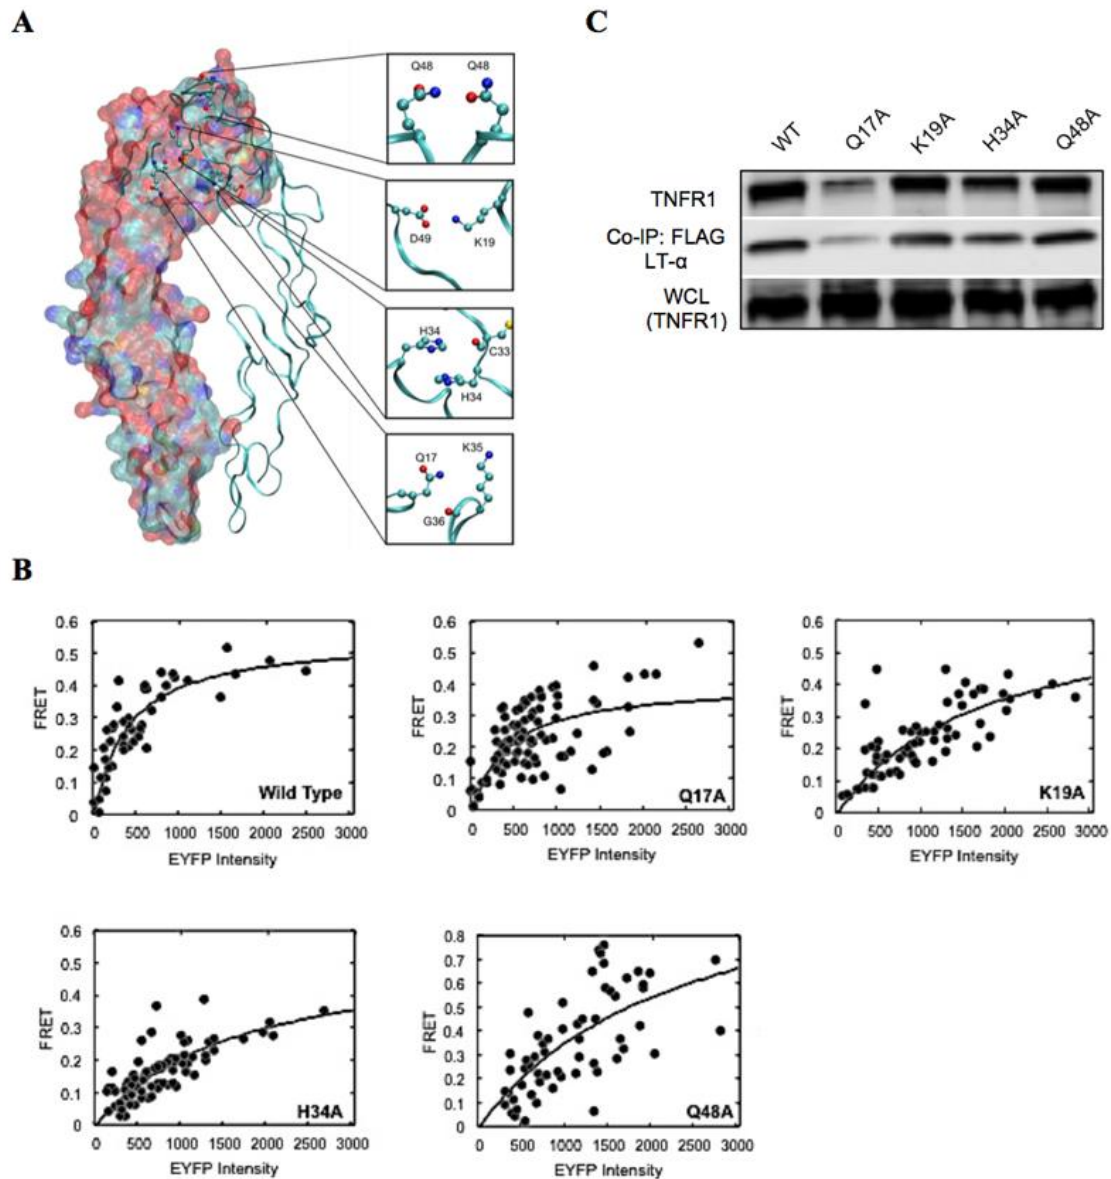 A
Q48 Q48
D49 K19
H34
C33
H34
Q17
K35
G36
C
WT Q17A K19A H34A Q48A
TNFR1
Co-IP: FLAG
LT-α
WCL
(TNFR1)
B
FRET
0.6
0.5
0.4
0.3
0.2
0.1
0
Wild Type
0 500 1000 1500 2000 2500 3000
EYFP Intensity
FRET
0.6
0.5
0.4
0.3
0.2
0.1
0
Q17A
0 500 1000 1500 2000 2500 3000
EYFP Intensity
FRET
0.6
0.5
0.4
0.3
0.2
0.1
0
K19A
0 500 1000 1500 2000 2500 3000
EYFP Intensity
FRET
0.6
0.5
0.4
0.3
0.2
0.1
0
H34A
0 500 1000 1500 2000 2500 3000
EYFP Intensity
FRET
0.8
0.7
0.6
0.5
0.4
0.3
0.2
0.1
0
Q48A
0 500 1000 1500 2000 2500 3000
EYFP Intensity